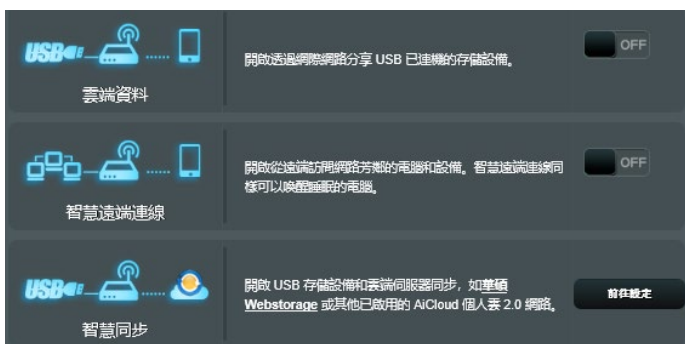 USB
開啟透過網際網路分享 USB 已連機的存儲設備。
OFF
雲端資料
開啟從遠端訪問網路芳鄰的電腦和設備。智慧遠端連線同
樣可以喚醒睡眠的電腦。
OFF
智慧遠端連線
USB
開啟 USB 存儲設備和雲端伺服器同步，如華碩
Webstorage 或其他已啟用的 AiCloud 個人雲 2.0 網路。
前往設定
智慧同步